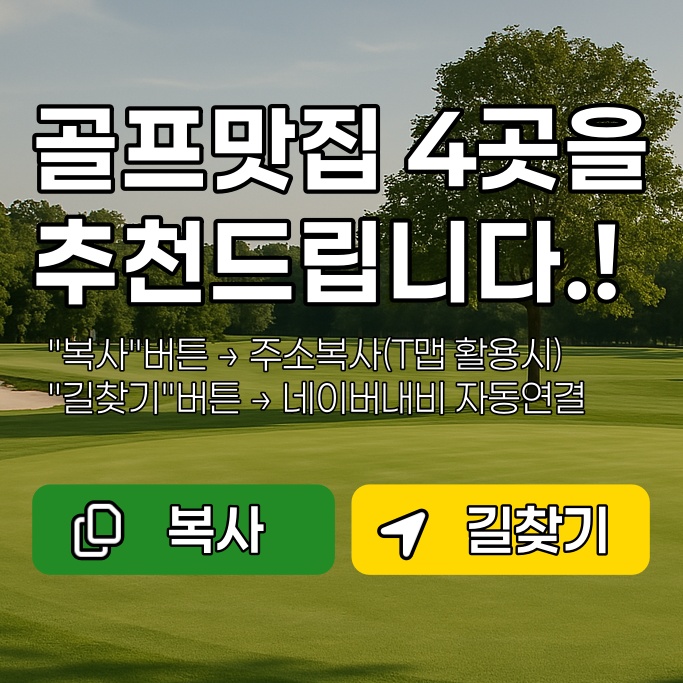 골프맛집 4곳을
추천드립니다.!
"복사"버튼 → 주소복사(T맵 활용시)
"길찾기"버튼 → 네이버내비 자동연결
복사
길찾기